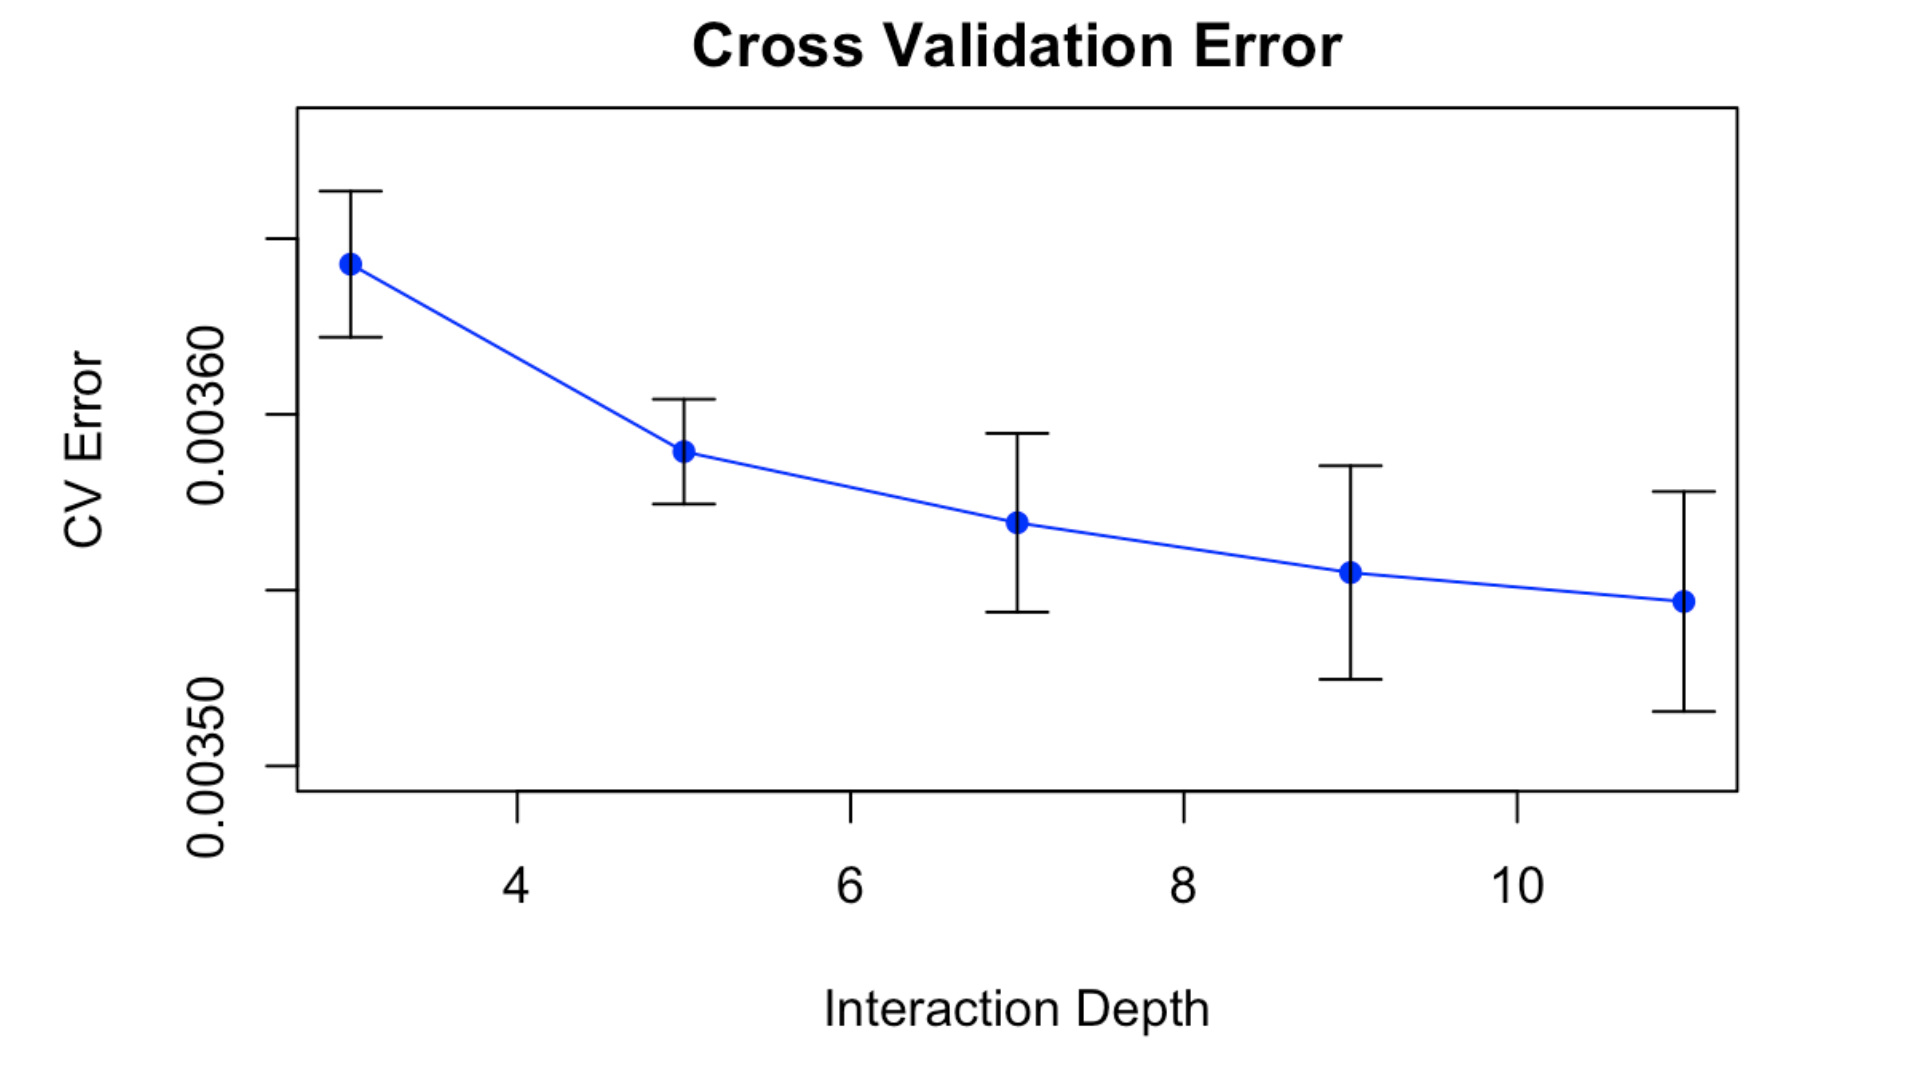 Cross Validation Error
CV Error
0.00360
0.00350
4 6 8 10
Interaction Depth